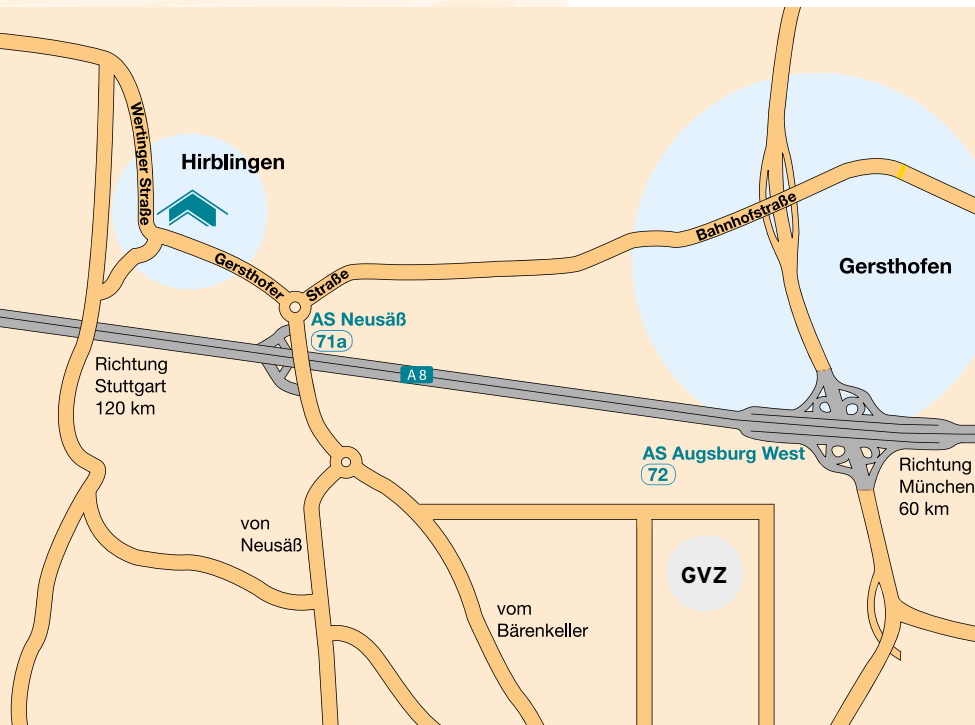 Wertinger Straße
Hirblingen
Gersthofer
Straße
Bahnhofstraße
Gersthofen
AS Neusäß
71a
Richtung
Stuttgart
120 km
A 8
AS Augsburg West
72
Richtung
München
60 km
von
Neusäß
GVZ
vom
Bärenkeller